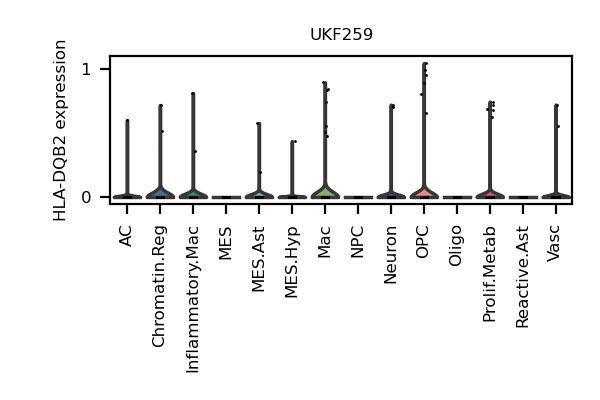 UKF259
HLA-DQB2 expression
1
0
AC
Chromatin.Reg
Inflammatory.Mac
MES
MES.Ast
MES.Hyp
Mac
NPC
Neuron
OPC
Oligo
Prolif.Metab
Reactive.Ast
Vasc